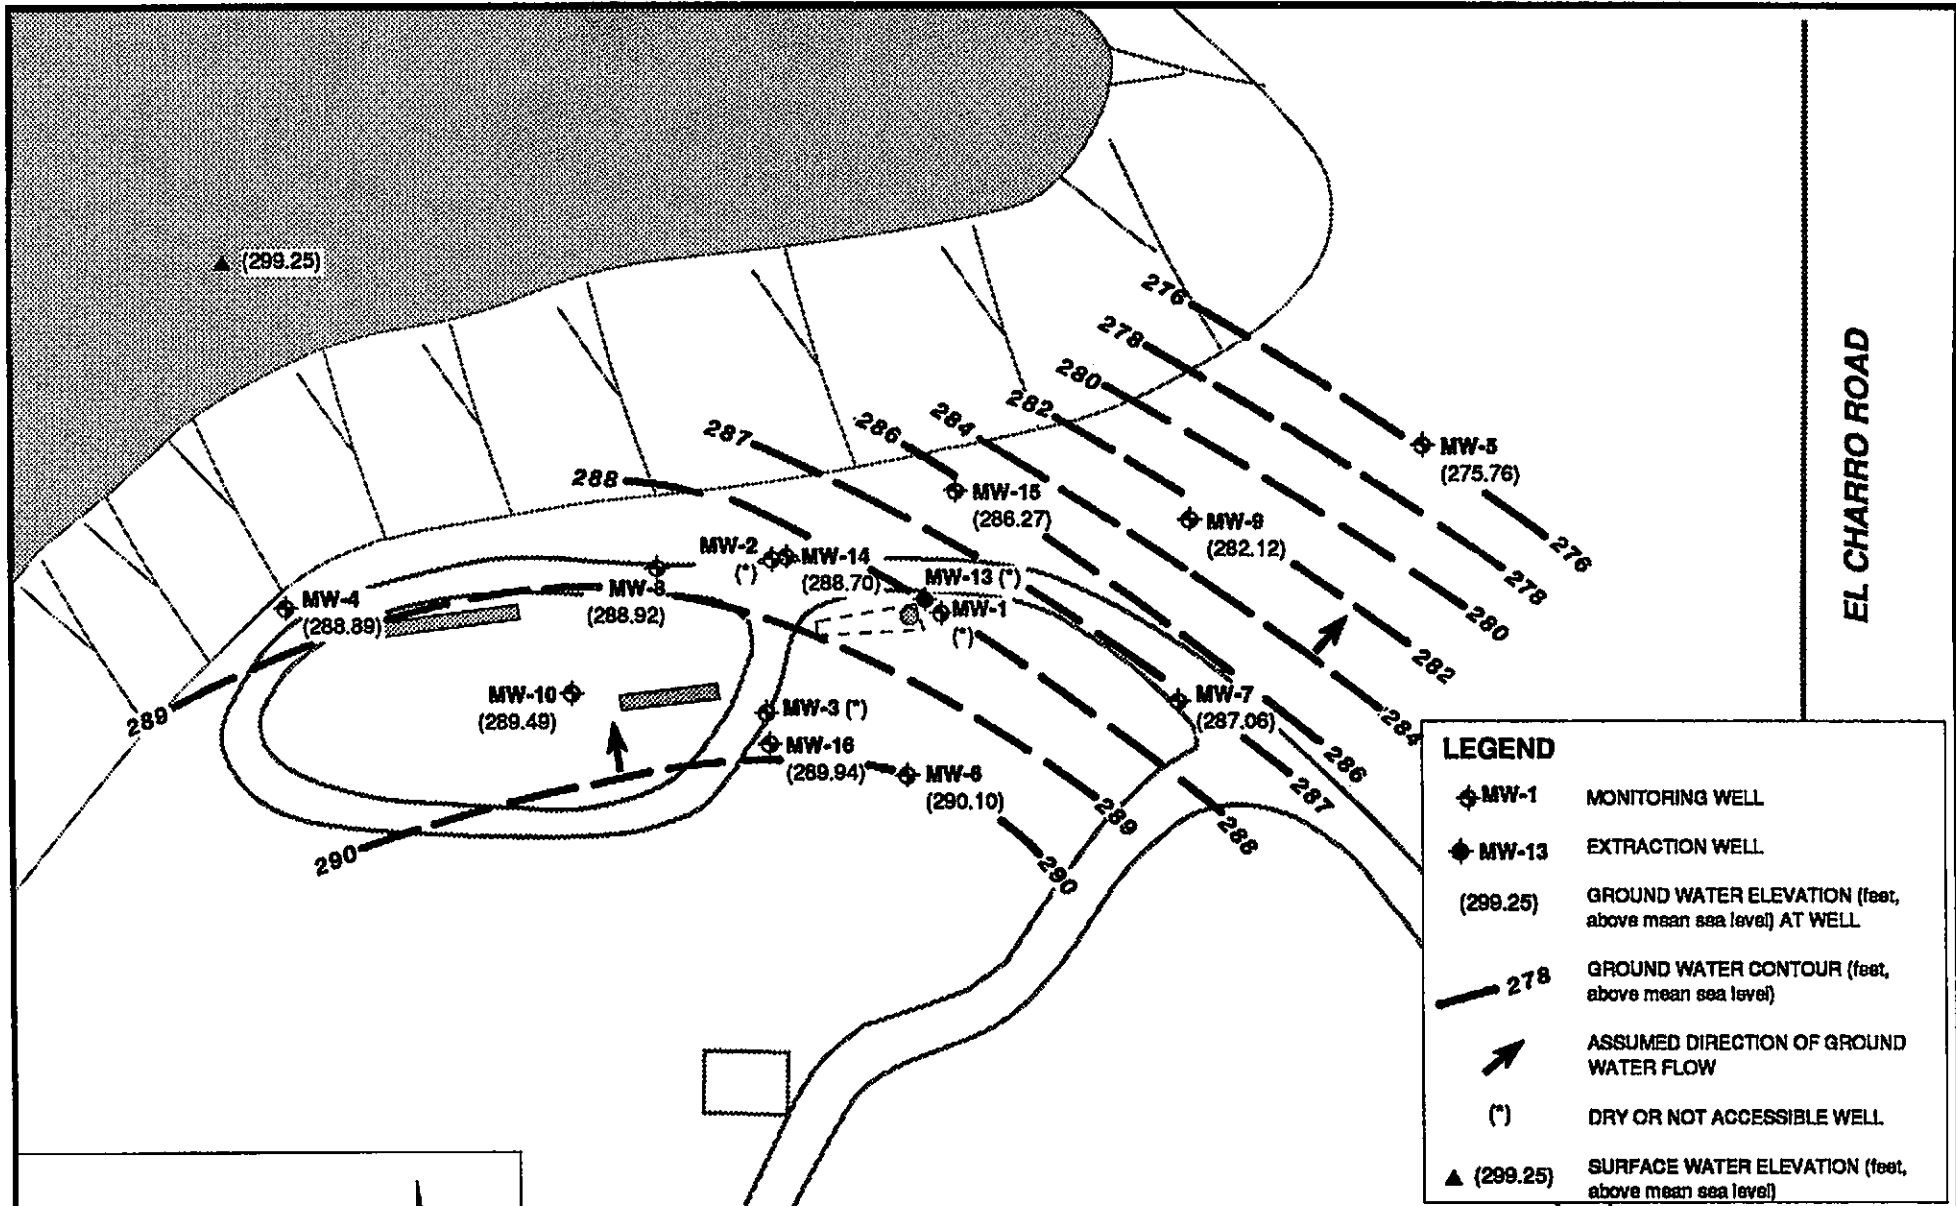 (299.25)
276
278
280
282
284
286
287
288
MW-5
(275.76)
MW-15
(286.27)
MW-9
(282.12)
MW-2
(*)
MW-14
(288.70)
MW-13 (*)
MW-1
(*)
MW-8
(288.92)
MW-4
(288.89)
276
278
280
282
284
MW-10
(289.49)
MW-3 (*)
MW-7
(287.06)
289
MW-16
(289.94)
MW-6
(290.10)
286
287
289
288
290
290
EL CHARRO ROAD
LEGEND
MW-1 MONITORING WELL
MW-13 EXTRACTION WELL
(299.25) GROUND WATER ELEVATION (feet,
above mean sea level) AT WELL
278 GROUND WATER CONTOUR (feet,
above mean sea level)
ASSUMED DIRECTION OF GROUND
WATER FLOW
(*) DRY OR NOT ACCESSIBLE WELL
(299.25) SURFACE WATER ELEVATION (feet,
above mean sea level)